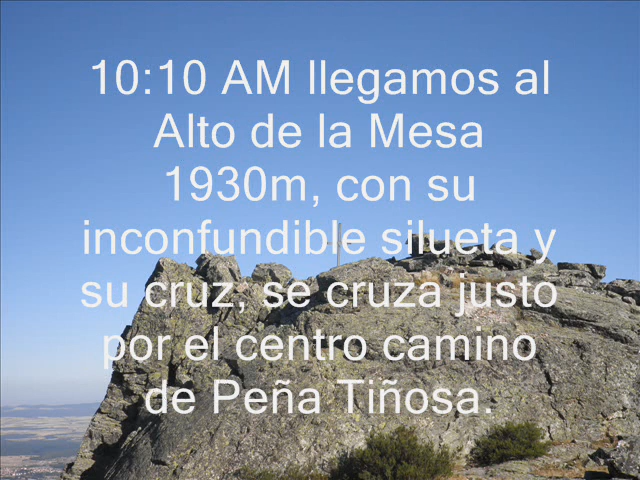 10:10 AM llegamos al
Alto de la Mesa
1930m, con su
inconfundible silueta y
su cruz, se cruza justo
por el centro camino
de Peña Tiñosa.